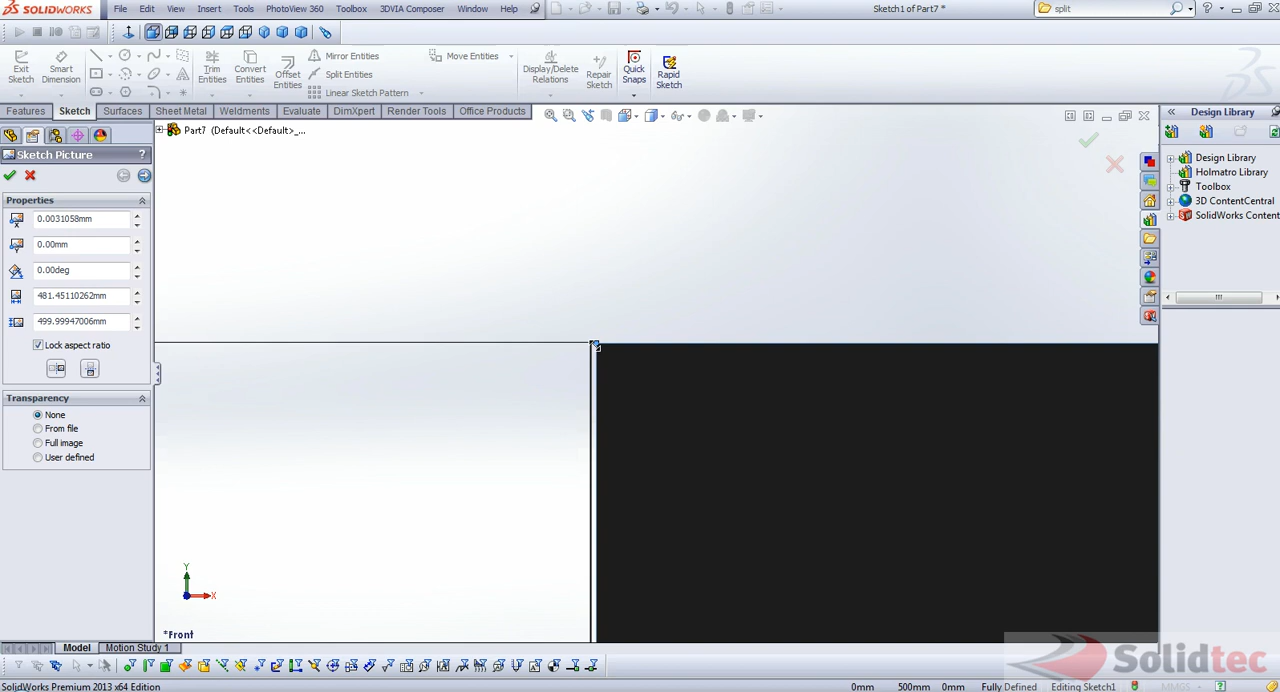 SOLIDWORKS File Edit View Insert Tools PhotoView 360 Toolbox 3DVIA Composer Window Help Sketch1 of Part7 * split
Exit Sketch Smart Dimension Trim Entities Convert Entities Offset Entities Mirror Entities Move Entities Display/Delete Relations Repair Sketch Quick Snaps Rapid Sketch
Split Entities
Linear Sketch Pattern
Features Sketch Surfaces Sheet Metal Weldments Evaluate DimXpert Render Tools Office Products
Design Library
Part7 (Default<<Default>_...
Sketch Picture ?
Design Library
Holmatro Library
Toolbox
3D ContentCentral
SolidWorks Content
Properties
0.0031058mm
0.00mm
0.00deg
481.45110262mm
499.99947006mm
Lock aspect ratio
Transparency
None
From file
Full image
User defined
Y
X
*Front
Model Motion Study 1
Solidtec
SolidWorks Premium 2013 x64 Edition 0mm 500mm 0mm Fully Defined Editing Sketch1 MMGS